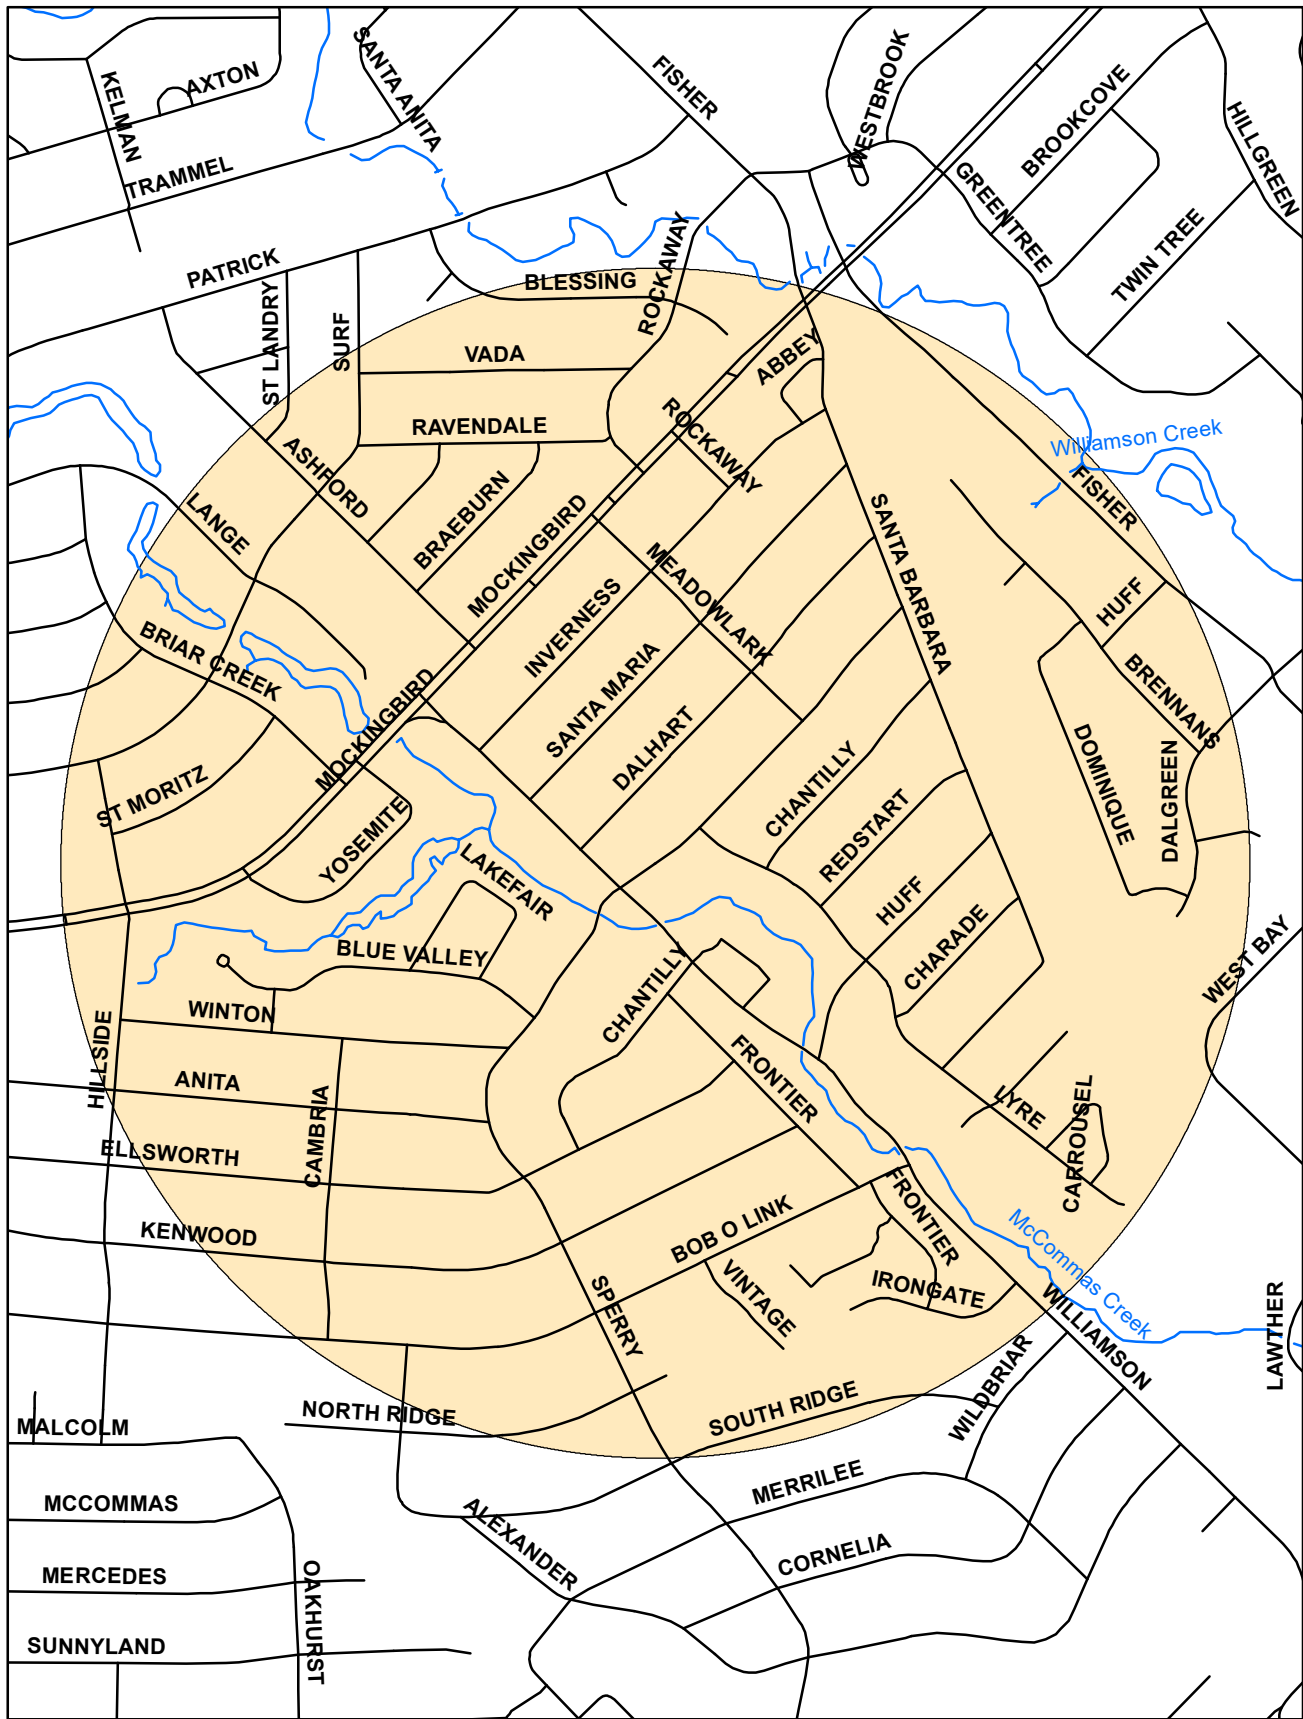 SANTA ANITA
FISHER
WESTBROOK
KELMAN
AXTON
BROOKCOVE
HILLGREEN
TRAMMEL
GREENTREE
TWIN TREE
PATRICK
ROCKAWAY
BLESSING
ST LANDRY
SURF
VADA
ABBEY
RAVENDALE
ROCKAWAY
Williamson Creek
ASHFORD
FISHER
LANGE
BRAEBURN
MOCKINGBIRD
SANTA BARBARA
MEADOWLARK
INVERNESS
HUFF
BRIAR CREEK
SANTA MARIA
BRENNANS
MOCKINGBIRD
DALHART
DOMINIQUE
DALGREEN
ST MORITZ
CHANTILLY
YOSEMITE
REDSTART
LAKEFAIR
HUFF
BLUE VALLEY
CHARADE
WEST BAY
CHANTILLY
WINTON
HILLSIDE
FRONTIER
ANITA
CAMBRIA
LYRE
CARROUSEL
ELLSWORTH
KENWOOD
BOB O LINK
FRONTIER
McCommas Creek
VINTAGE
IRONGATE
SPERRY
WILLIAMSON
LAWTHER
WILDBRIAR
NORTH RIDGE
SOUTH RIDGE
MALCOLM
MERRILEE
MCCOMMAS
ALEXANDER
CORNELIA
MERCEDES
OAKHURST
SUNNYLAND